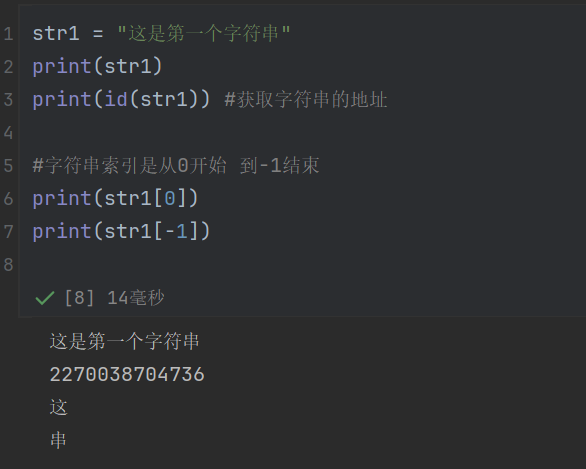 1 str1 = "这是第一个字符串"
2 print(str1)
3 print(id(str1)) #获取字符串的地址
4
5 #字符串索引是从0开始 到-1结束
6 print(str1[0])
7 print(str1[-1])
8
[8] 14毫秒
这是第一个字符串
2270038704736
这
串